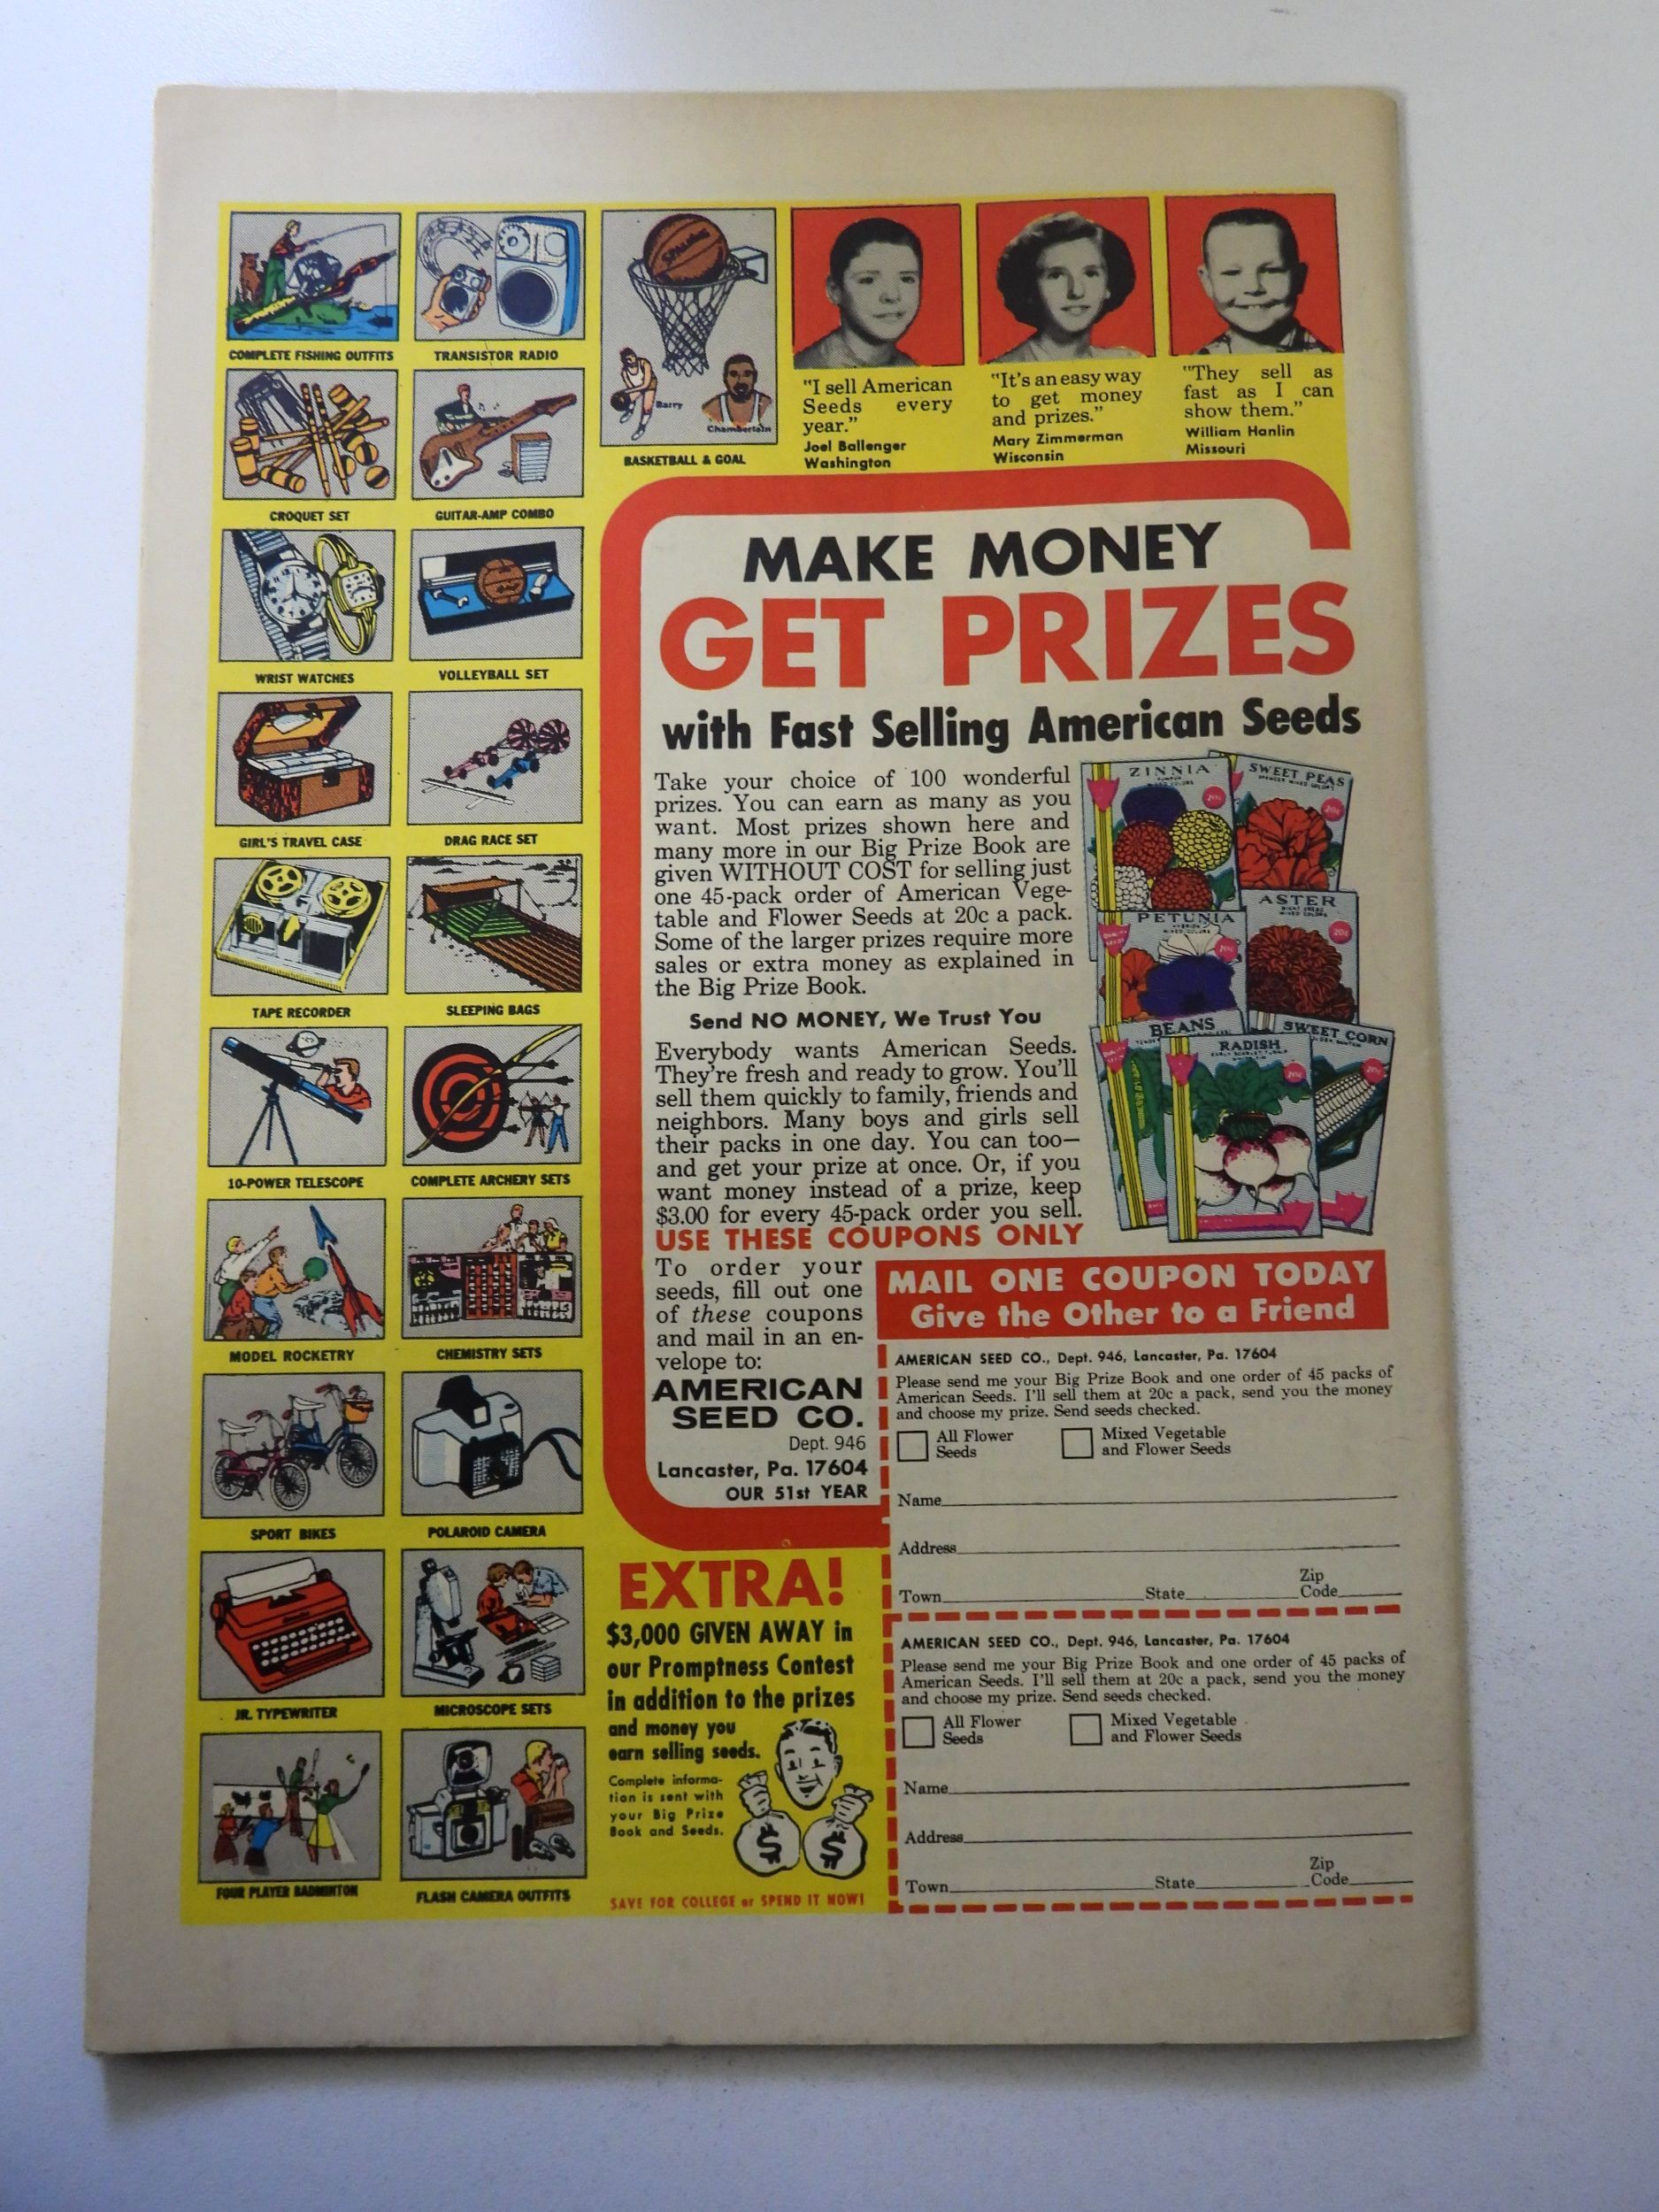 COMPLETE FISHING OUTFITS
TRANSISTOR RADIO
SPALDING
Barry
Chamberlain
BASKETBALL & GOAL
CROQUET SET
GUITAR-AMP COMBO
WRIST WATCHES
VOLLEYBALL SET
GIRL'S TRAVEL CASE
DRAG RACE SET
TAPE RECORDER
SLEEPING BAGS
10-POWER TELESCOPE
COMPLETE ARCHERY SETS
MODEL ROCKETRY
CHEMISTRY SETS
SPORT BIKES
POLAROID CAMERA
JR. TYPEWRITER
MICROSCOPE SETS
FOUR PLAYER BADMINTON
FLASH CAMERA OUTFITS
"I sell American
Seeds every
year."
Joel Ballenger
Washington
"It's an easy way
to get money
and prizes."
Mary Zimmerman
Wisconsin
"They sell as
fast as I can
show them."
William Hanlin
Missouri
MAKE MONEY
GET PRIZES
with Fast Selling American Seeds
Take your choice of 100 wonderful
prizes. You can earn as many as you
want. Most prizes shown here and
many more in our Big Prize Book are
given WITHOUT COST for selling just
one 45-pack order of American Vege-
table and Flower Seeds at 20c a pack.
Some of the larger prizes require more
sales or extra money as explained in
the Big Prize Book.
Send NO MONEY, We Trust You
Everybody wants American Seeds.
They're fresh and ready to grow. You'll
sell them quickly to family, friends and
neighbors. Many boys and girls sell
their packs in one day. You can too—
and get your prize at once. Or, if you
want money instead of a prize, keep
$3.00 for every 45-pack order you sell.
USE THESE COUPONS ONLY
To order your
seeds, fill out one
of these coupons
and mail in an en-
velope to:
AMERICAN
SEED CO.
Dept. 946
Lancaster, Pa. 17604
OUR 51st YEAR
ZINNIA
MIXED COLORS
20¢
SWEET PEAS
SPENCER MIXED COLORS
20¢
PETUNIA
MIXED COLORS
20¢
ASTER
MIXED COLORS
20¢
BEANS
RADISH
20¢
SWEET CORN
20¢
MAIL ONE COUPON TODAY
Give the Other to a Friend
AMERICAN SEED CO., Dept. 946, Lancaster, Pa. 17604
Please send me your Big Prize Book and one order of 45 packs of
American Seeds. I'll sell them at 20c a pack, send you the money
and choose my prize. Send seeds checked.
All Flower
Seeds
Mixed Vegetable
and Flower Seeds
Name
Address
Town State Zip Code
AMERICAN SEED CO., Dept. 946, Lancaster, Pa. 17604
Please send me your Big Prize Book and one order of 45 packs of
American Seeds. I'll sell them at 20c a pack, send you the money
and choose my prize. Send seeds checked.
All Flower
Seeds
Mixed Vegetable
and Flower Seeds
Name
Address
Town State Zip Code
EXTRA!
$3,000 GIVEN AWAY in
our Promptness Contest
in addition to the prizes
and money you
earn selling seeds.
Complete informa-
tion is sent with
your Big Prize
Book and Seeds.
$ $
SAVE FOR COLLEGE or SPEND IT NOW!